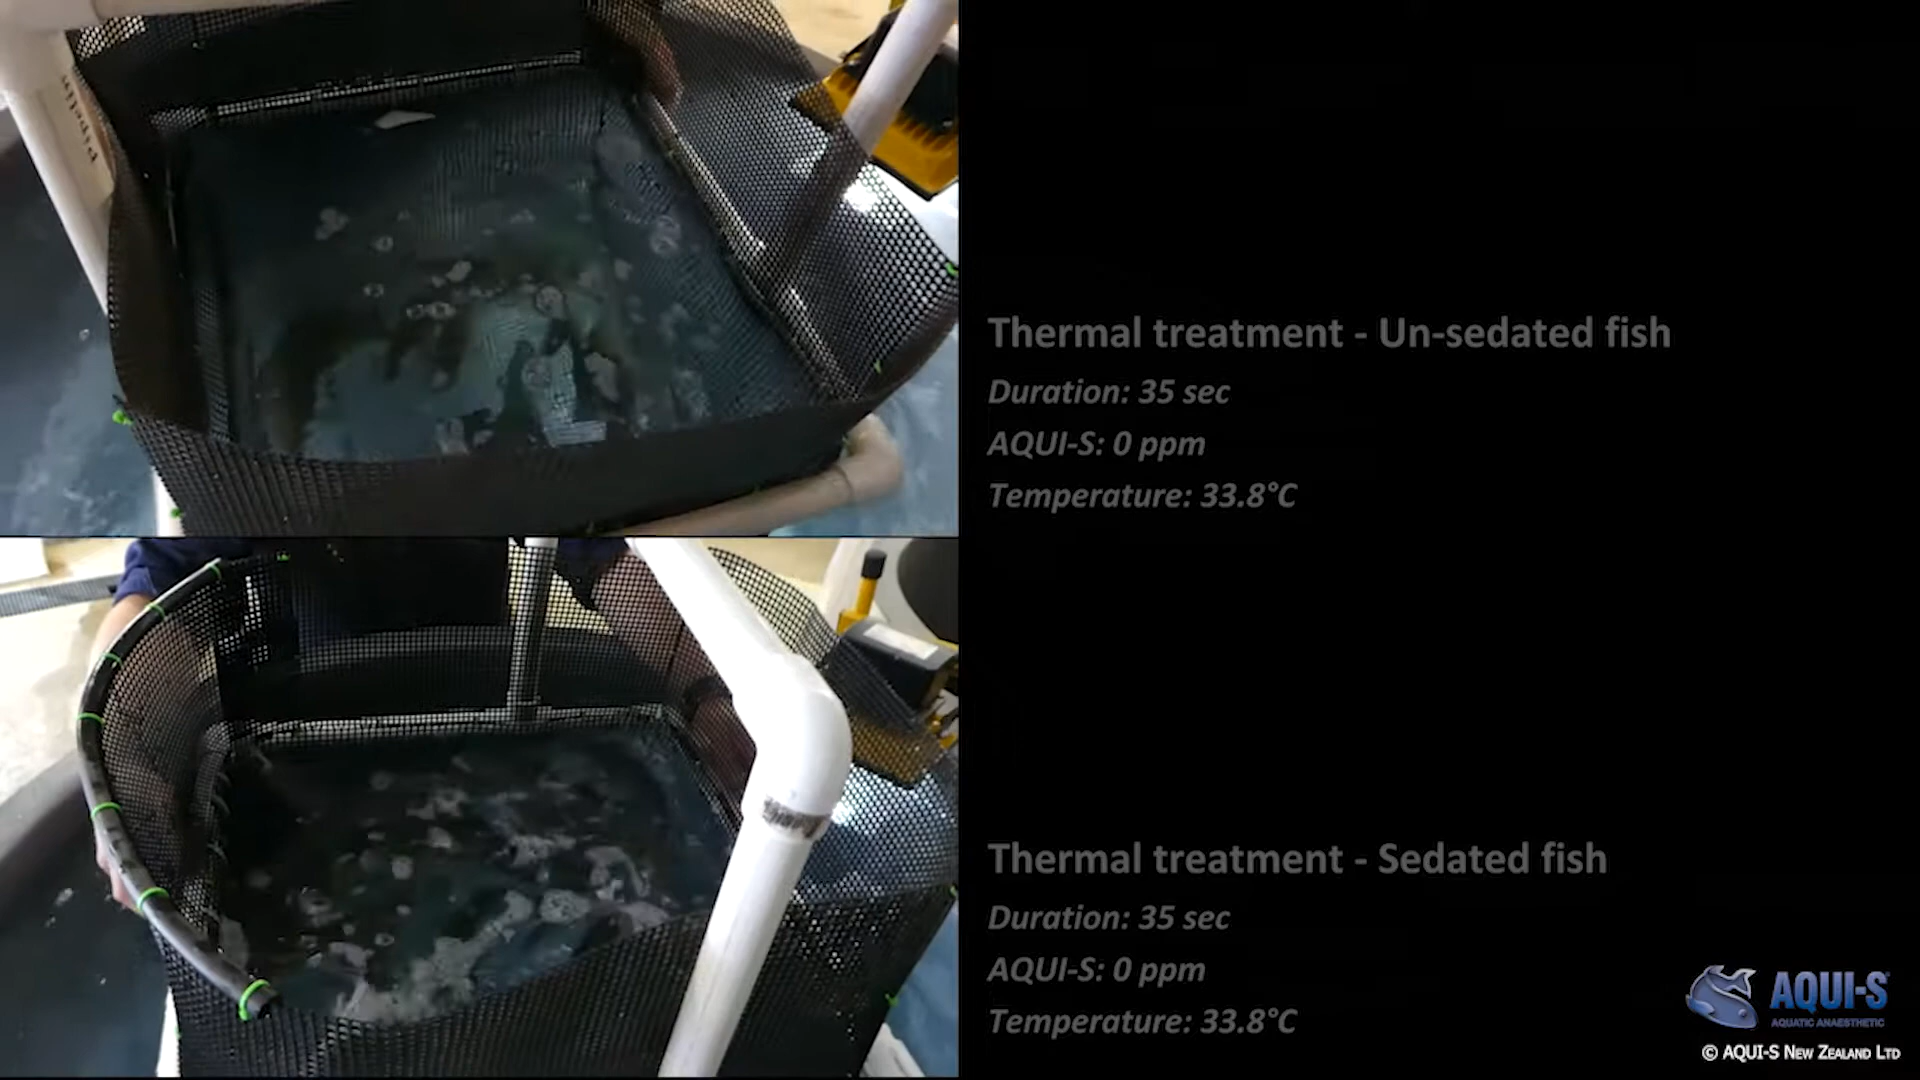 Thermal treatment - Un-sedated fish
Duration: 35 sec
AQUI-S: 0 ppm
Temperature: 33.8°C
Thermal treatment - Sedated fish
Duration: 35 sec
AQUI-S: 0 ppm
Temperature: 33.8°C
AQUI-S
AQUATIC ANAESTHETIC
© AQUI-S NEW ZEALAND LTD